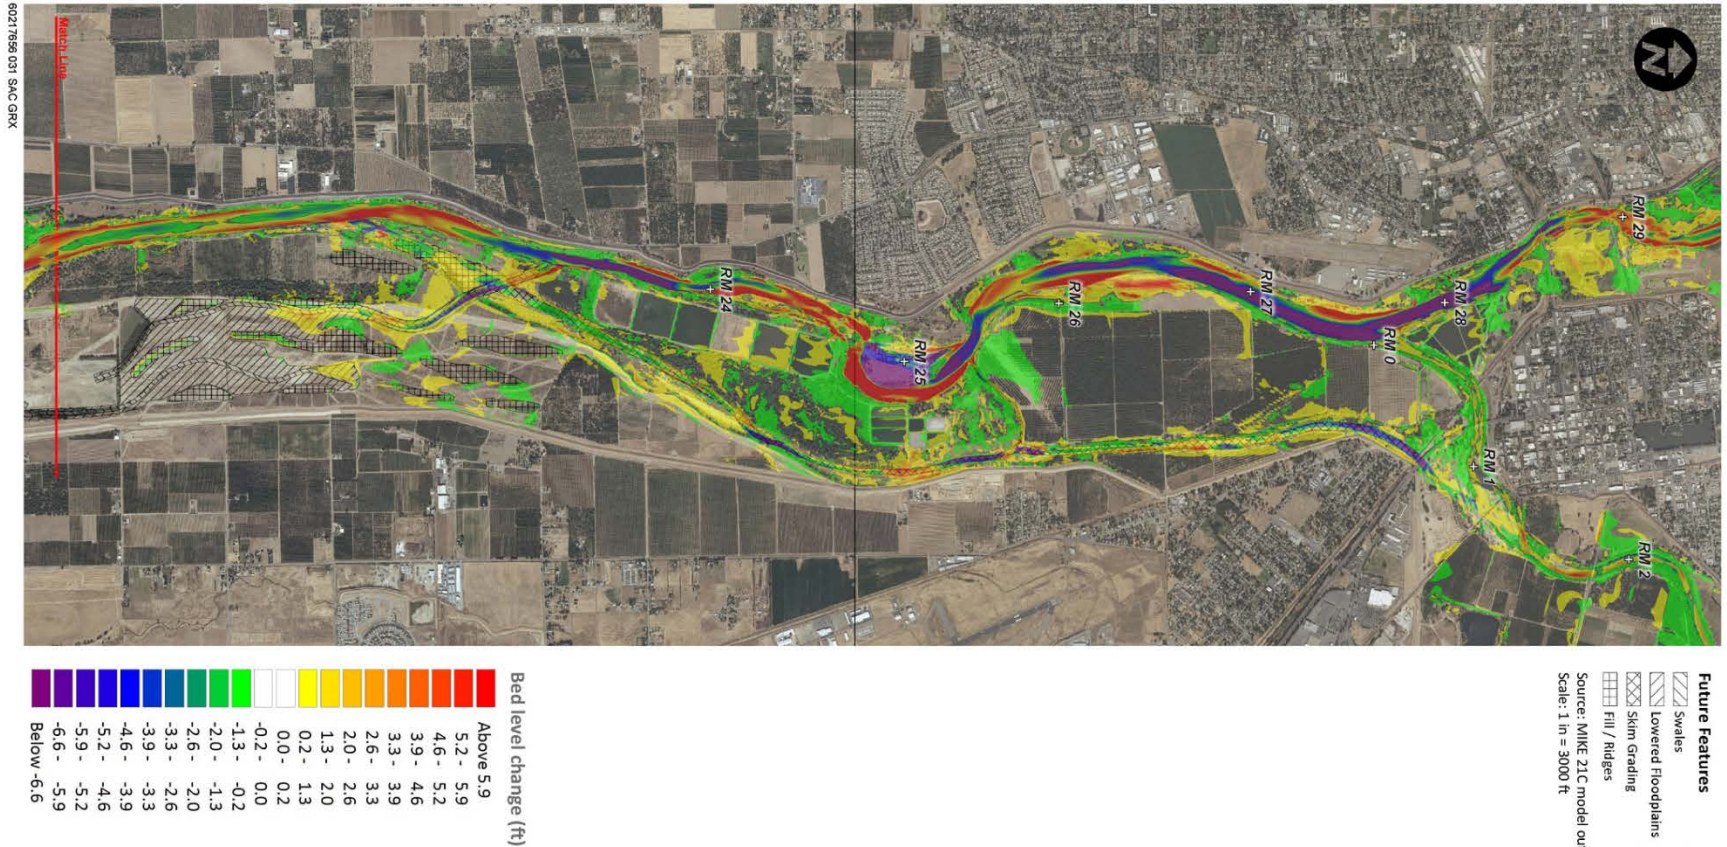 60217656 031 SAC GRX
Match Line
N
RM 29
RM 28
RM 27
RM 26
RM 25
RM 24
RM 0
RM 1
RM 2
Future Features
Swales
Lowered Floodplains
Skim Grading
Fill / Ridges
Source: MIKE 21C model ou
Scale: 1 in = 3000 ft
Bed level change (ft)
Above 5.9
5.2 - 5.9
4.6 - 5.2
3.9 - 4.6
3.3 - 3.9
2.6 - 3.3
2.0 - 2.6
1.3 - 2.0
0.2 - 1.3
0.0 - 0.2
-0.2 - 0.0
-1.3 - -0.2
-2.0 - -1.3
-2.6 - -2.0
-3.3 - -2.6
-3.9 - -3.3
-4.6 - -3.9
-5.2 - -4.6
-5.9 - -5.2
-6.6 - -5.9
Below -6.6